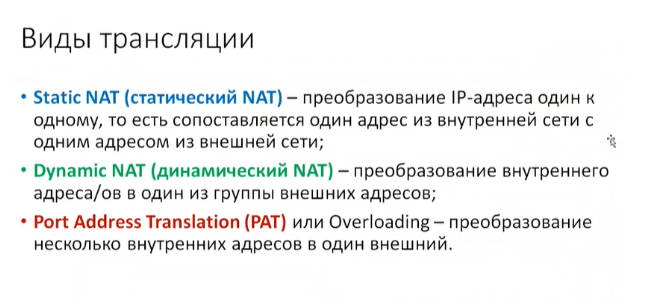 Виды трансляции
• Static NAT (статический NAT) – преобразование IP-адреса один к
одному, то есть сопоставляется один адрес из внутренней сети с
одним адресом из внешней сети;
• Dynamic NAT (динамический NAT) – преобразование внутреннего
адреса/ов в один из группы внешних адресов;
• Port Address Translation (PAT) или Overloading – преобразование
несколько внутренних адресов в один внешний.